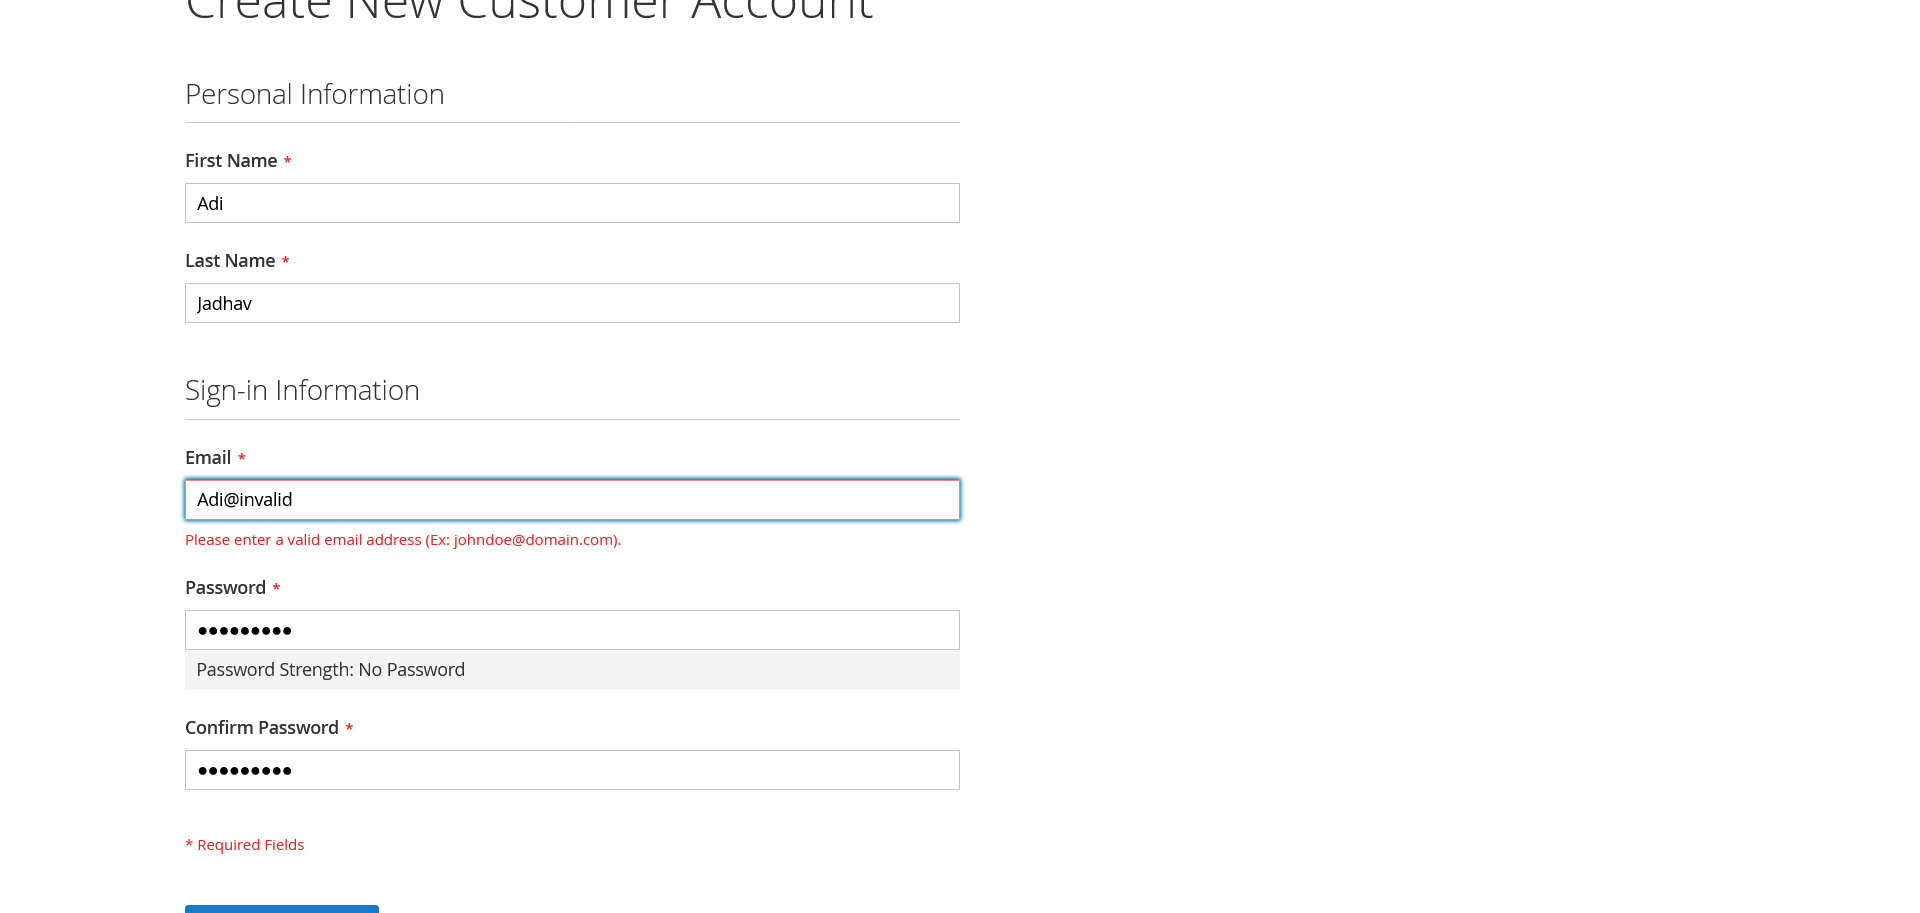 Create New Customer Account
Personal Information
First Name *
Adi
Last Name *
Jadhav
Sign-in Information
Email *
Adi@invalid
Please enter a valid email address (Ex: johndoe@domain.com).
Password *
•••••••••
Password Strength: No Password
Confirm Password *
•••••••••
* Required Fields